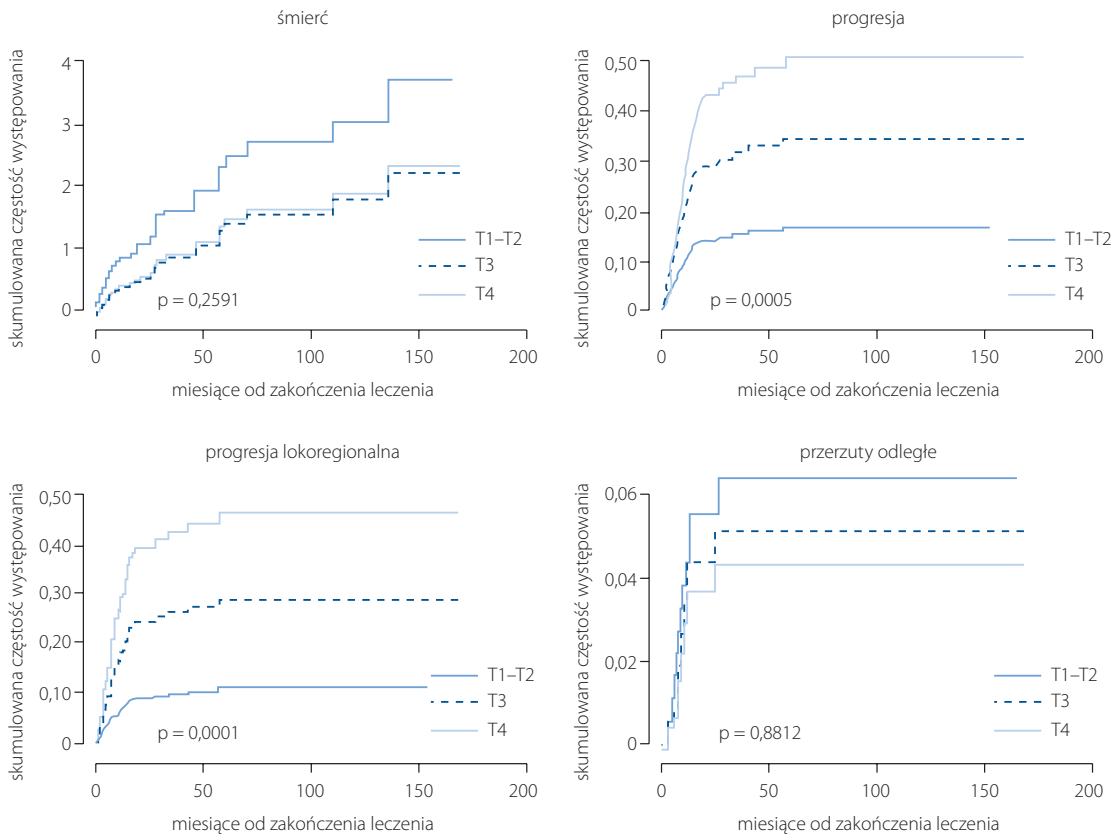 śmierć
skumulowana częstość występowania
4
3
2
1
0
T1–T2
T3
T4
p = 0,2591
0 50 100 150 200
miesiące od zakończenia leczenia
progresja
skumulowana częstość występowania
0,50
0,40
0,30
0,20
0,10
0
T1–T2
T3
T4
p = 0,0005
0 50 100 150 200
miesiące od zakończenia leczenia
progresja lokoregionalna
skumulowana częstość występowania
0,50
0,40
0,30
0,20
0,10
0
T1–T2
T3
T4
p = 0,0001
0 50 100 150 200
miesiące od zakończenia leczenia
przerzuty odległe
skumulowana częstość występowania
0,06
0,04
0,02
0
T1–T2
T3
T4
p = 0,8812
0 50 100 150 200
miesiące od zakończenia leczenia